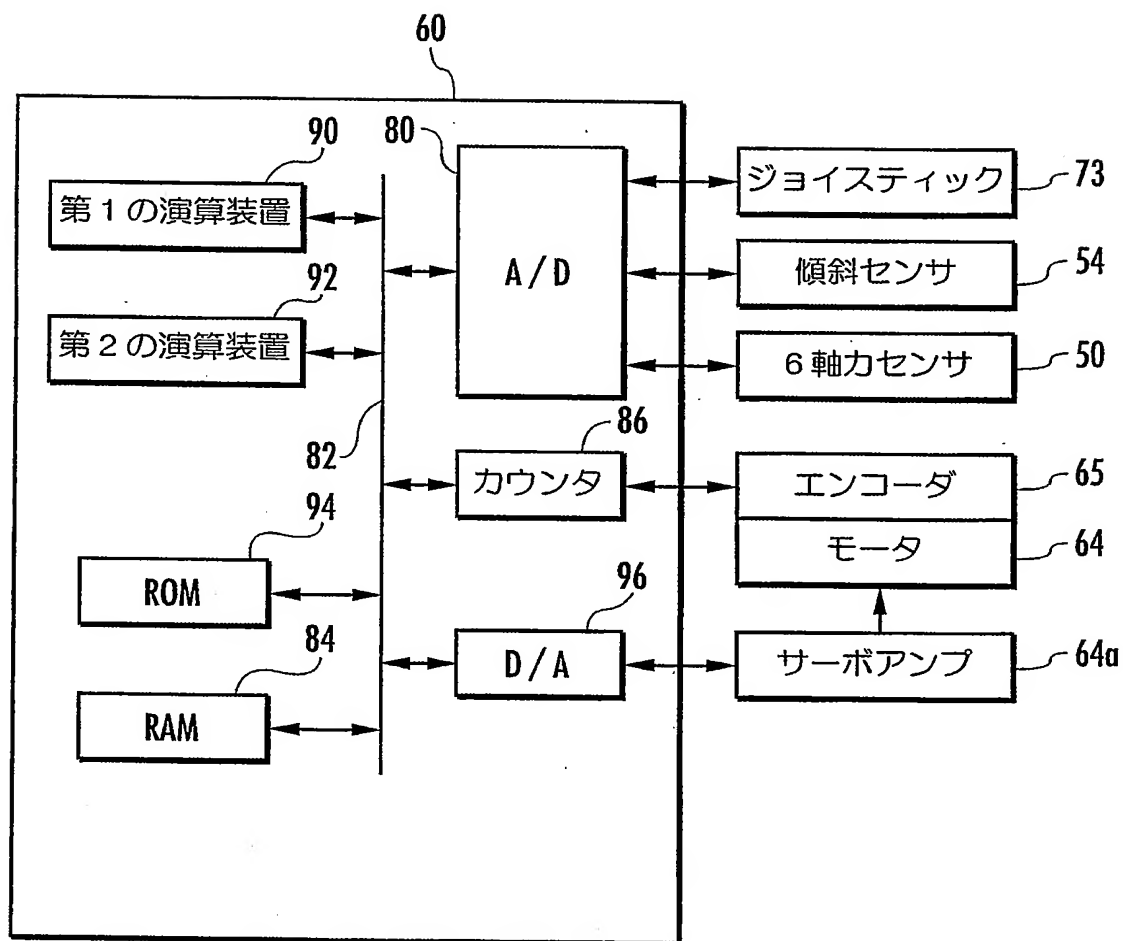 60
90
第1の演算装置
92
第2の演算装置
82
94
ROM
84
RAM
80
A/D
86
カウンタ
96
D/A
ジョイスティック
73
傾斜センサ
54
6軸力センサ
50
エンコーダ
65
モータ
64
サーボアンプ
64a